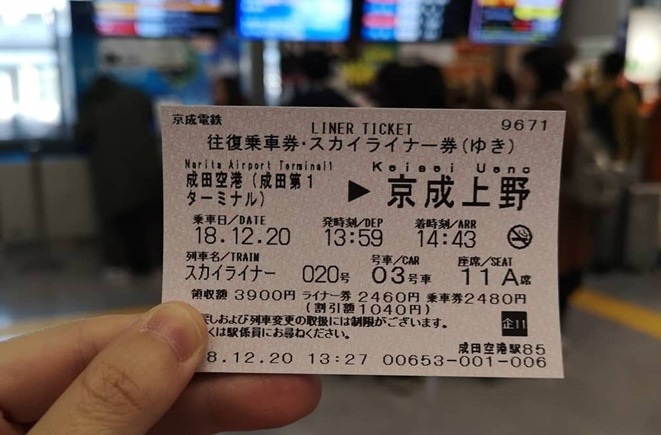 京成電鉄
LINER TICKET 9671
往復乗車券・スカイライナー券(ゆき)
Narita Airport Terminal1 Keisei Ueno
成田空港(成田第1ターミナル) ▶ 京成上野
乗車日/DATE 発時刻/DEP 着時刻/ARR
18.12.20 13:59 14:43
列車名/TRAIN 号車/CAR 座席/SEAT
スカイライナー 020号 03号車 11A席
領収額 3900円 ライナー券 2460円 乗車券2480円
(割引額1040円)
戻しおよび列車変更の取扱には制限がございます。
くは駅係員にお尋ねください。
企11
成田空港駅85
8.12.20 13:27 00653-001-006